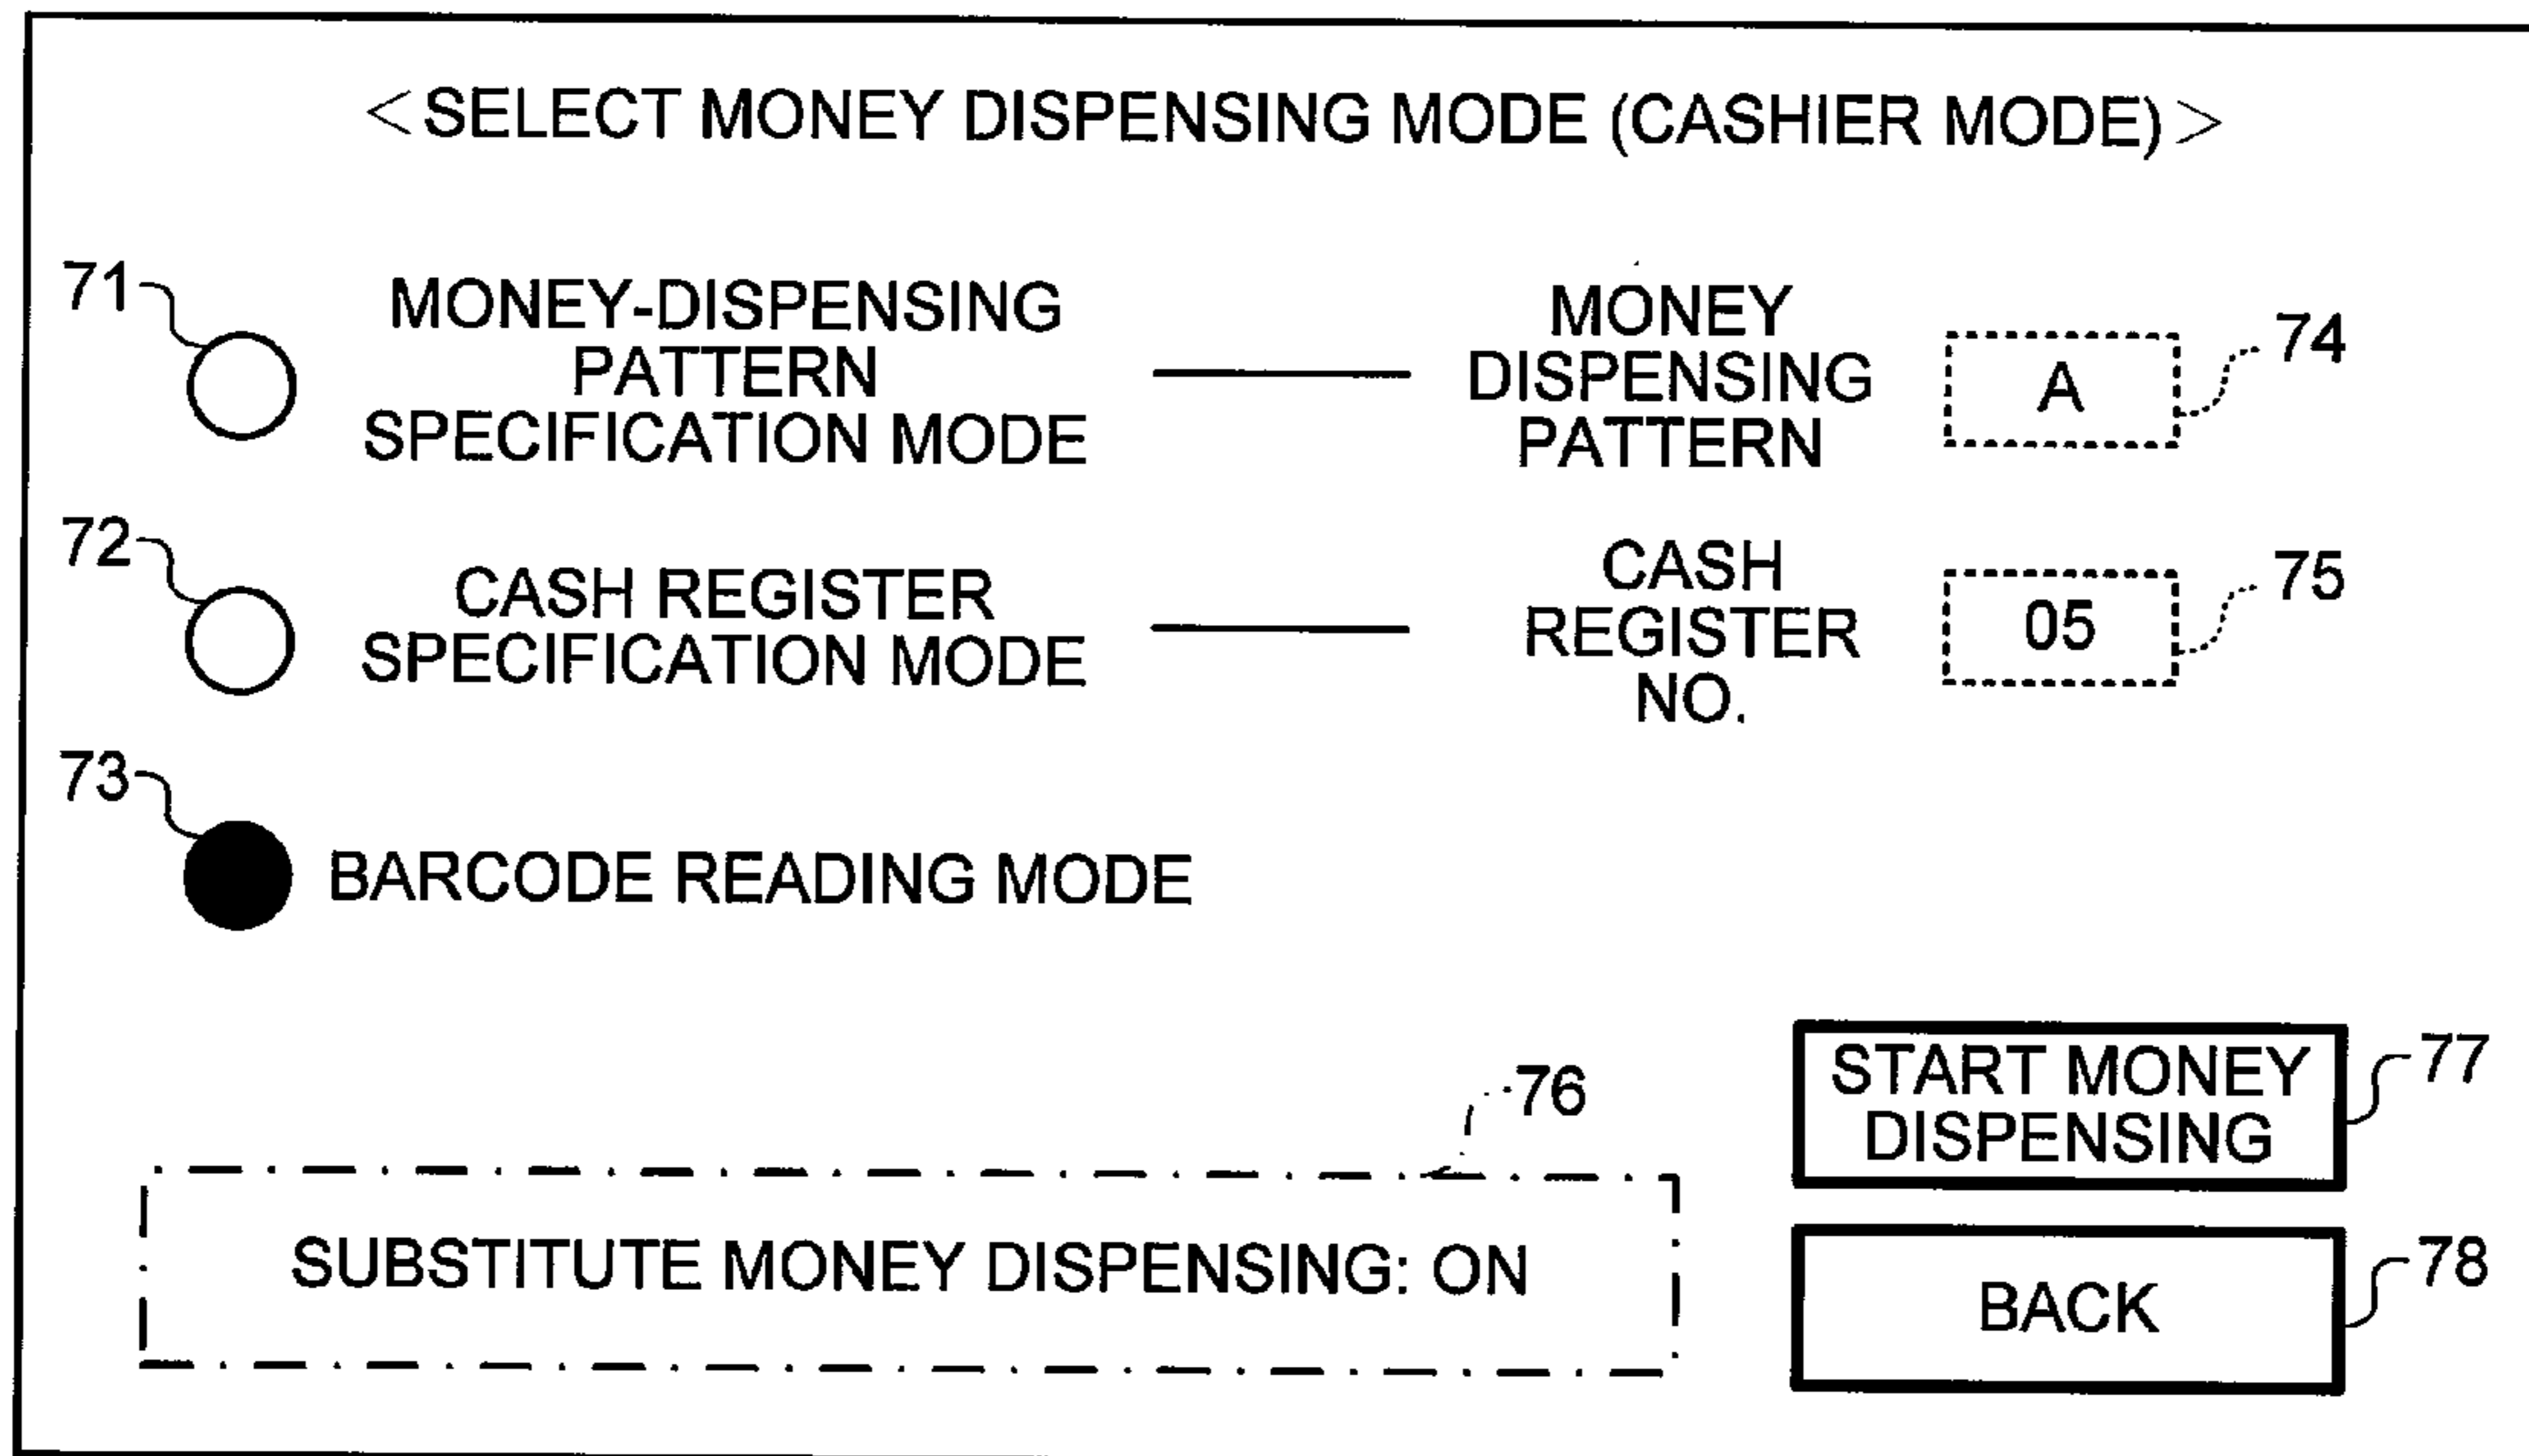 <SELECT MONEY DISPENSING MODE (CASHIER MODE)>
71
MONEY-DISPENSING
PATTERN
SPECIFICATION MODE
MONEY
DISPENSING
PATTERN
A
74
72
CASH REGISTER
SPECIFICATION MODE
CASH
REGISTER
NO.
05
75
73
BARCODE READING MODE
76
SUBSTITUTE MONEY DISPENSING: ON
START MONEY
DISPENSING
77
BACK
78